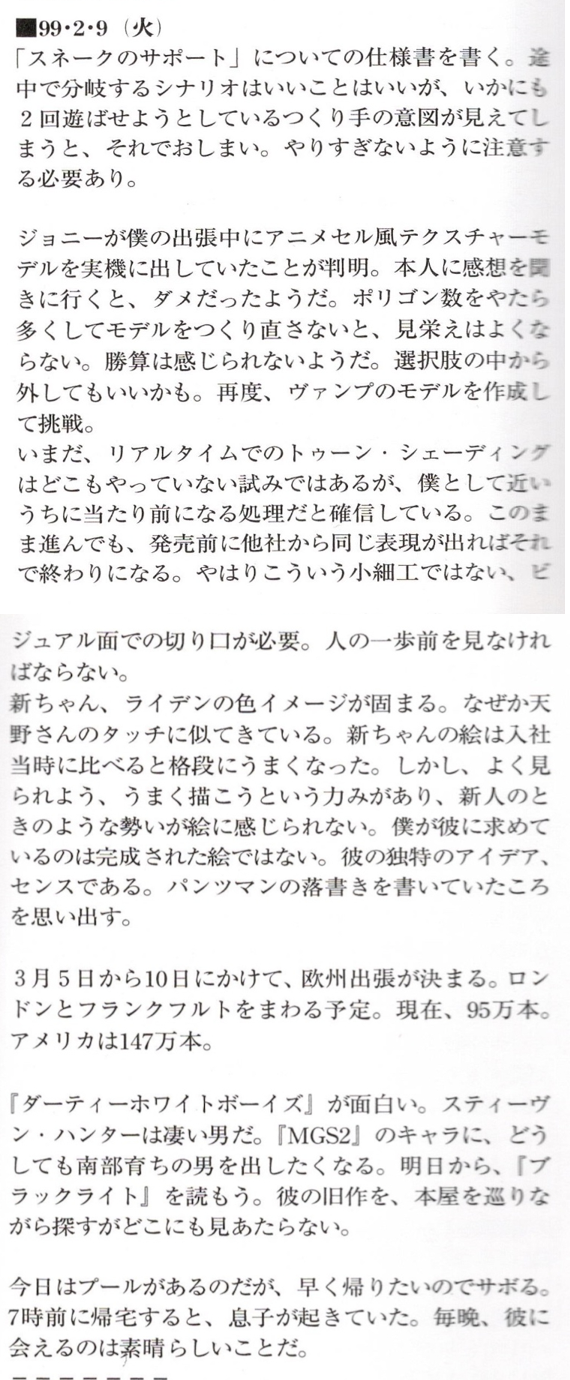 ■99・2・9（火）
「スネークのサポート」についての仕様書を書く。途
中で分岐するシナリオはいいことはいいが、いかにも
２回遊ばせようとしているつくり手の意図が見えてし
まうと、それでおしまい。やりすぎないように注意す
る必要あり。
ジョニーが僕の出張中にアニメセル風テクスチャーモ
デルを実機に出していたことが判明。本人に感想を聞
きに行くと、ダメだったようだ。ポリゴン数をやたら
多くしてモデルをつくり直さないと、見栄えはよくな
らない。勝算は感じられないようだ。選択肢の中から
外してもいいかも。再度、ヴァンプのモデルを作成し
て挑戦。
いまだ、リアルタイムでのトゥーン・シェーディング
はどこもやっていない試みではあるが、僕として近い
うちに当たり前になる処理だと確信している。このま
ま進んでも、発売前に他社から同じ表現が出ればそれ
で終わりになる。やはりこういう小細工ではない、ビ
ジュアル面での切り口が必要。人の一歩前を見なけれ
ばならない。
新ちゃん、ライデンの色イメージが固まる。なぜか天
野さんのタッチに似てきている。新ちゃんの絵は入社
当時に比べると格段にうまくなった。しかし、よく見
られよう、うまく描こうという力みがあり、新人のと
きのような勢いが絵に感じられない。僕が彼に求めて
いるのは完成された絵ではない。彼の独特のアイデア、
センスである。パンツマンの落書きを書いていたころ
を思い出す。
３月５日から10日にかけて、欧州出張が決まる。ロン
ドンとフランクフルトをまわる予定。現在、95万本。
アメリカは147万本。
『ダーティーホワイトボーイズ』が面白い。スティーヴ
ン・ハンターは凄い男だ。『MGS2』のキャラに、どう
しても南部育ちの男を出したくなる。明日から、『ブ
ラックライト』を読もう。彼の旧作を、本屋を巡りな
がら探すがどこにも見あたらない。
今日はプールがあるのだが、早く帰りたいのでサボる。
7時前に帰宅すると、息子が起きていた。毎晩、彼に
会えるのは素晴らしいことだ。